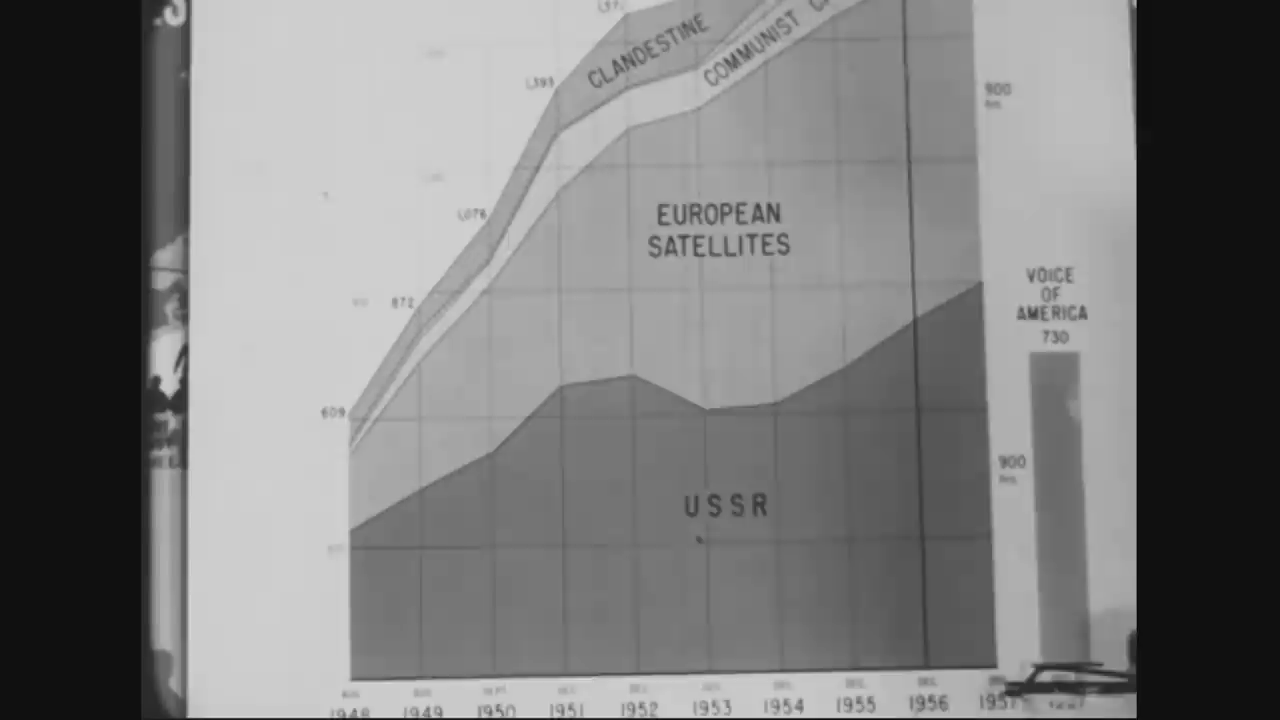 CLANDESTINE
COMMUNIST
1,393
900
1,078
EUROPEAN
SATELLITES
VOICE
OF
AMERICA
872
730
609
900
USSR
1948 1949 1950 1951 1952 1953 1954 1955 1956